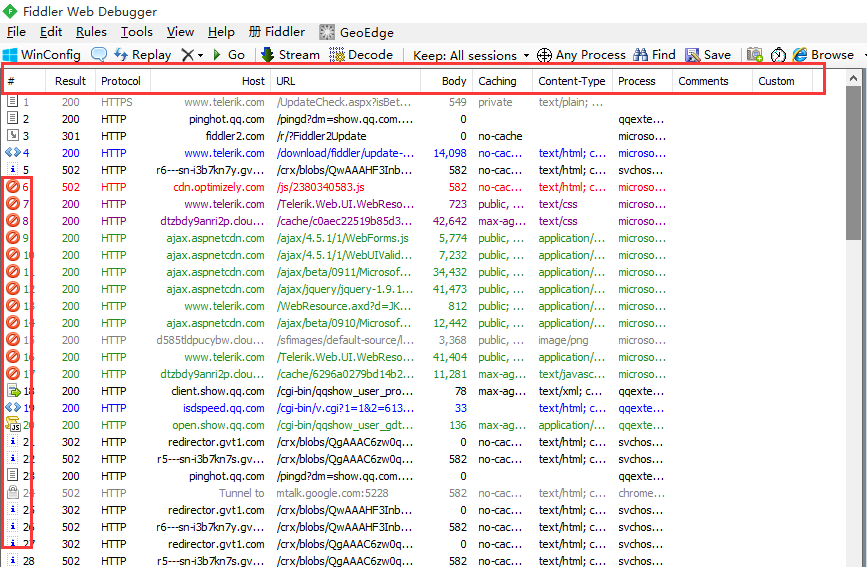 Fiddler Web Debugger
File Edit Rules Tools View Help Fiddler GeoEdge
WinConfig Replay Go Stream Decode Keep: All sessions Any Process Find Save Browse
# Result Protocol Host URL Body Caching Content-Type Process Comments Custom
1 200 HTTPS www.telerik.com /UpdateCheck.aspx?isBet... 549 private text/plain; ...
2 200 HTTP pinghot.qq.com /pingd?dm=show.qq.com.... 0 qqexte...
3 301 HTTP fiddler2.com /r/?Fiddler2Update 0 no-cache microso...
4 200 HTTP www.telerik.com /download/fiddler/update-... 14,098 no-cac... text/html; c... microso...
5 502 HTTP r6---sn-i3b7kn7y.gv... /crx/blobs/QwAAAHF3Inb... 582 no-cac... text/html; c... svchos...
6 502 HTTP cdn.optimizely.com /js/2380340583.js 582 no-cac... text/html; c... microso...
7 200 HTTP www.telerik.com /Telerik.Web.UI.WebReso... 723 public, ... text/css microso...
8 200 HTTP dtzbdy9anri2p.clou... /cache/c0aec22519b85d3... 42,642 max-ag... text/css microso...
9 200 HTTP ajax.aspnetcdn.com /ajax/4.5.1/1/WebForms.js 5,774 public, ... application/... microso...
10 200 HTTP ajax.aspnetcdn.com /ajax/4.5.1/1/WebUIValid... 7,232 public, ... application/... microso...
11 200 HTTP ajax.aspnetcdn.com /ajax/beta/0911/Microsof... 34,432 public, ... application/... microso...
12 200 HTTP ajax.aspnetcdn.com /ajax/jquery/jquery-1.9.1... 41,473 public, ... application/... microso...
13 200 HTTP www.telerik.com /WebResource.axd?d=JK... 812 public, ... application/... microso...
14 200 HTTP ajax.aspnetcdn.com /ajax/beta/0910/Microsof... 12,442 public, ... application/... microso...
15 200 HTTP d585tldpucybw.clou... /sfimages/default-source/l... 3,368 public, ... image/png microso...
16 200 HTTP www.telerik.com /Telerik.Web.UI.WebReso... 41,404 public, ... application/... microso...
17 200 HTTP dtzbdy9anri2p.clou... /cache/6296a0279bd14b2... 11,281 max-ag... text/javasc... microso...
18 200 HTTP client.show.qq.com /cgi-bin/qqshow_user_pro... 78 max-ag... text/xml; c... qqexte...
19 200 HTTP isdspeed.qq.com /cgi-bin/v.cgi?1=1&2=613... 33 text/html; c... qqexte...
20 200 HTTP open.show.qq.com /cgi-bin/qqshow_user_gdt... 136 max-ag... application/... qqexte...
21 302 HTTP redirector.gvt1.com /crx/blobs/QgAAAC6zw0q... 0 no-cac... text/html; c... svchos...
22 502 HTTP r5---sn-i3b7kn7s.gv... /crx/blobs/QgAAAC6zw0q... 582 no-cac... text/html; c... svchos...
23 200 HTTP pinghot.qq.com /pingd?dm=show.qq.com.... 0 qqexte...
24 502 HTTP Tunnel to mtalk.google.com:5228 582 no-cac... text/html; c... chrome...
25 302 HTTP redirector.gvt1.com /crx/blobs/QwAAAHF3Inb... 0 no-cac... text/html; c... svchos...
26 502 HTTP r6---sn-i3b7kn7y.gv... /crx/blobs/QwAAAHF3Inb... 582 no-cac... text/html; c... svchos...
27 302 HTTP redirector.gvt1.com /crx/blobs/QgAAAC6zw0q... 0 no-cac... text/html; c... svchos...
28 502 HTTP r5---sn-i3b7kn7s.gv... /crx/blobs/QgAAAC6zw0q... 582 no-cac... text/html; c... svchos...